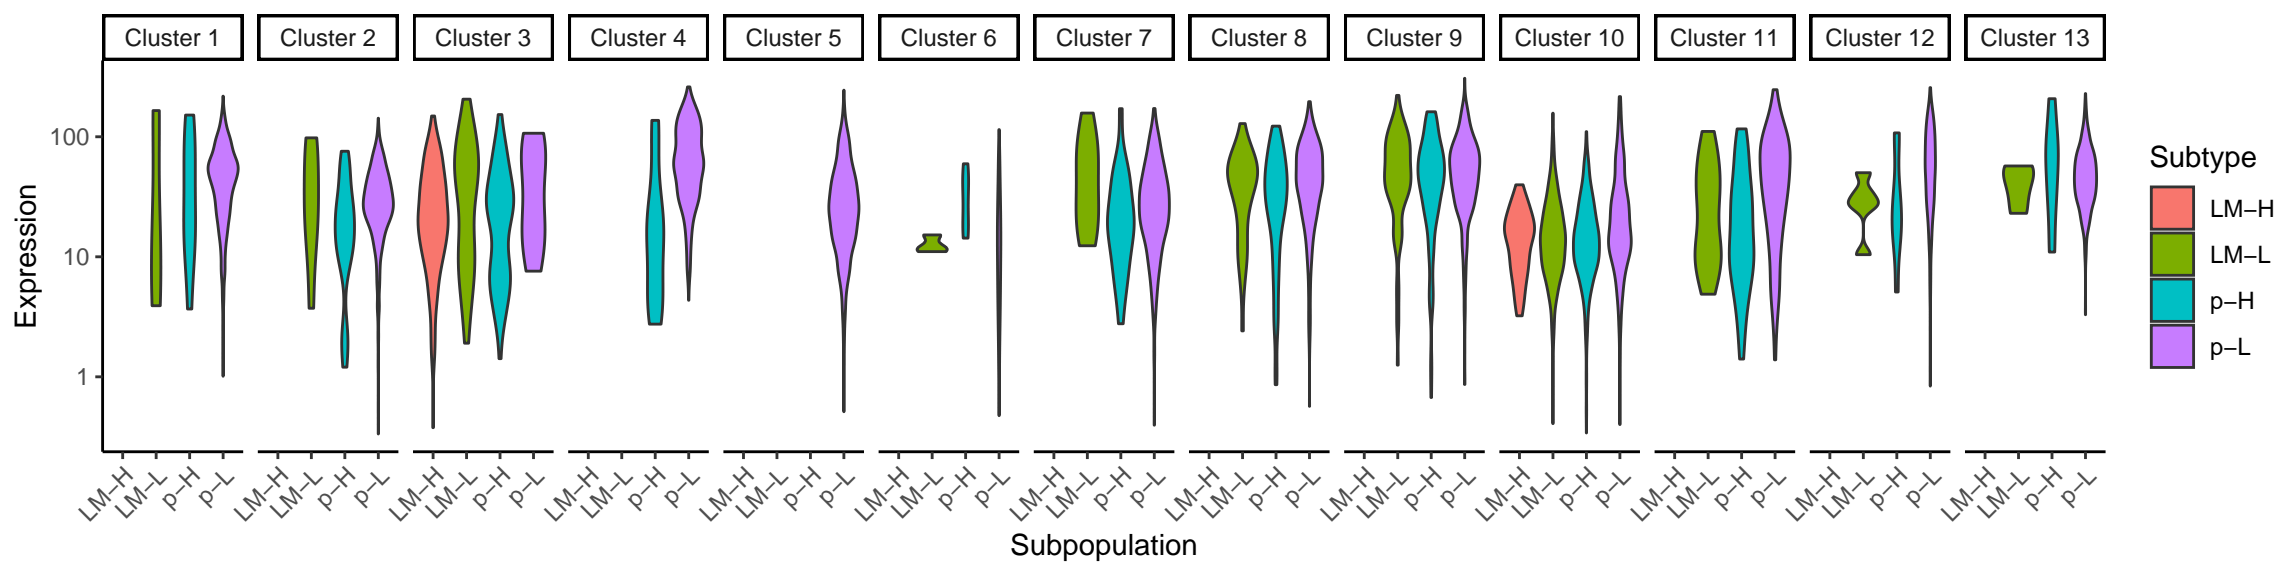 Cluster 1 Cluster 2 Cluster 3 Cluster 4 Cluster 5 Cluster 6 Cluster 7 Cluster 8 Cluster 9 Cluster 10 Cluster 11 Cluster 12 Cluster 13
Expression
100
10
1
LM−H LM−L p−H p−L LM−H LM−L p−H p−L LM−H LM−L p−H p−L LM−H LM−L p−H p−L LM−H LM−L p−H p−L LM−H LM−L p−H p−L LM−H LM−L p−H p−L LM−H LM−L p−H p−L LM−H LM−L p−H p−L LM−H LM−L p−H p−L LM−H LM−L p−H p−L LM−H LM−L p−H p−L LM−H LM−L p−H p−L
Subpopulation
Subtype
LM−H
LM−L
p−H
p−L